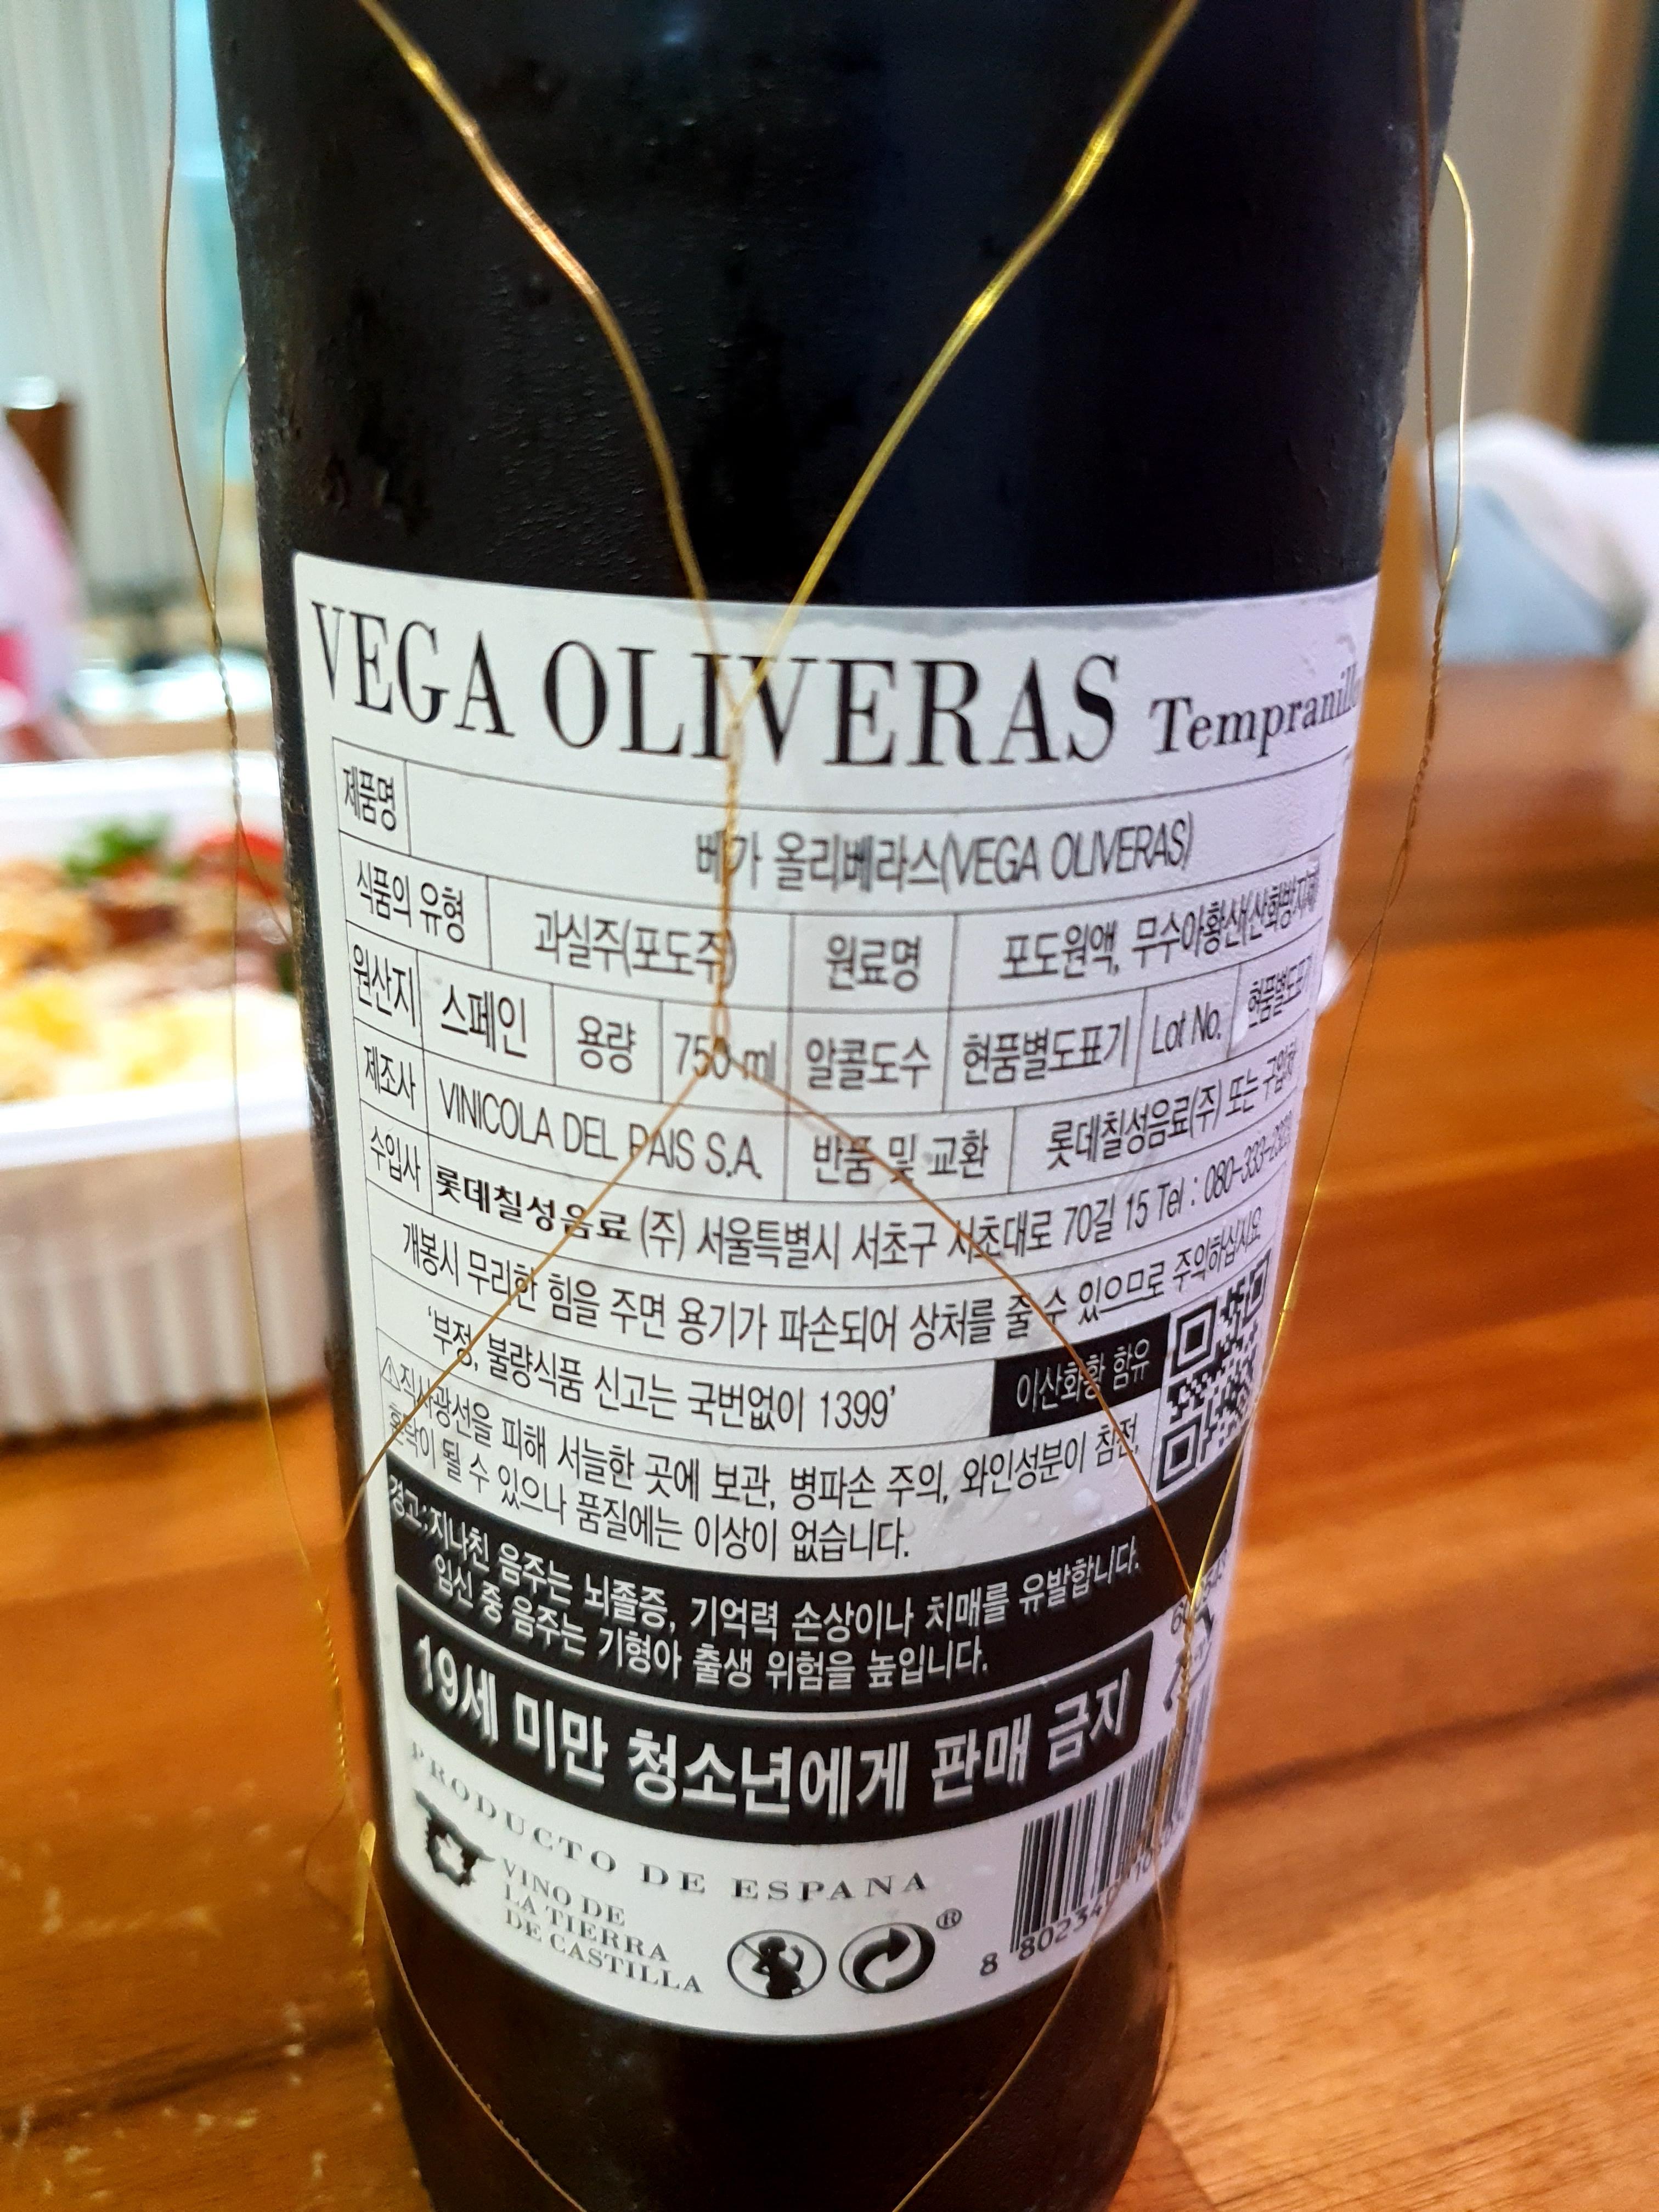 VEGA OLIVERAS Tempranillo
제품명 베가 올리베라스(VEGA OLIVERAS)
식품의 유형 과실주(포도주) 원료명 포도원액, 무수아황산(산화방지제)
원산지 스페인 용량 750 ml 알콜도수 현품별도표기 Lot No. 현품별도표기
제조사 VINICOLA DEL PAIS S.A. 반품 및 교환 롯데칠성음료(주) 또는 구입처
수입사 롯데칠성음료 (주) 서울특별시 서초구 서초대로 70길 15 Tel : 080-333-
개봉시 무리한 힘을 주면 용기가 파손되어 상처를 줄 수 있으므로 주의하십시요.
'부정, 불량식품 신고는 국번없이 1399' 이산화황 함유
⚠직사광선을 피해 서늘한 곳에 보관, 병파손 주의, 와인성분이 침전,
혼탁이 될 수 있으나 품질에는 이상이 없습니다.
경고:지나친 음주는 뇌졸증, 기억력 손상이나 치매를 유발합니다.
임신 중 음주는 기형아 출생 위험을 높입니다.
19세 미만 청소년에게 판매 금지
PRODUCTO DE ESPANA
VINO DE
LA TIERRA
DE CASTILLA
®